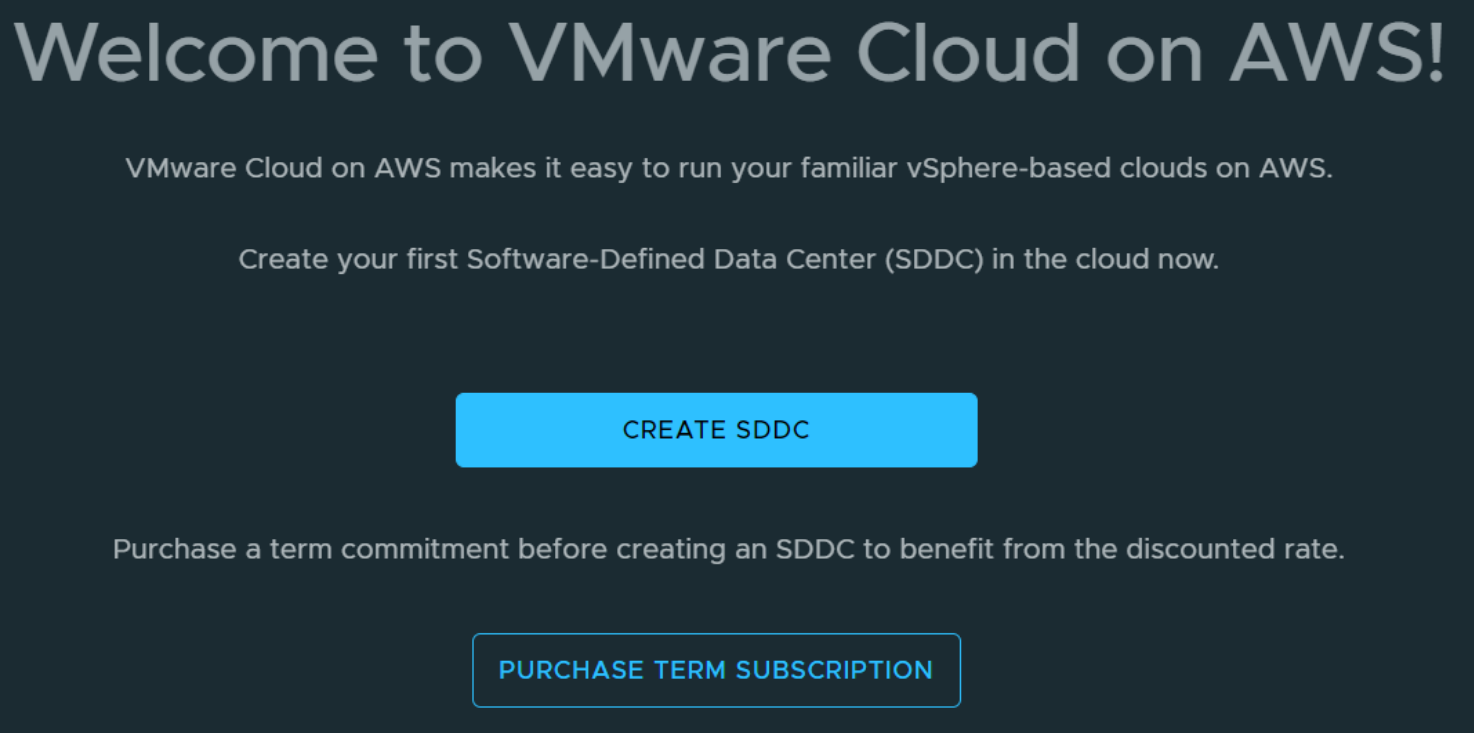 Welcome to VMware Cloud on AWS!
VMware Cloud on AWS makes it easy to run your familiar vSphere-based clouds on AWS.
Create your first Software-Defined Data Center (SDDC) in the cloud now.
CREATE SDDC
Purchase a term commitment before creating an SDDC to benefit from the discounted rate.
PURCHASE TERM SUBSCRIPTION